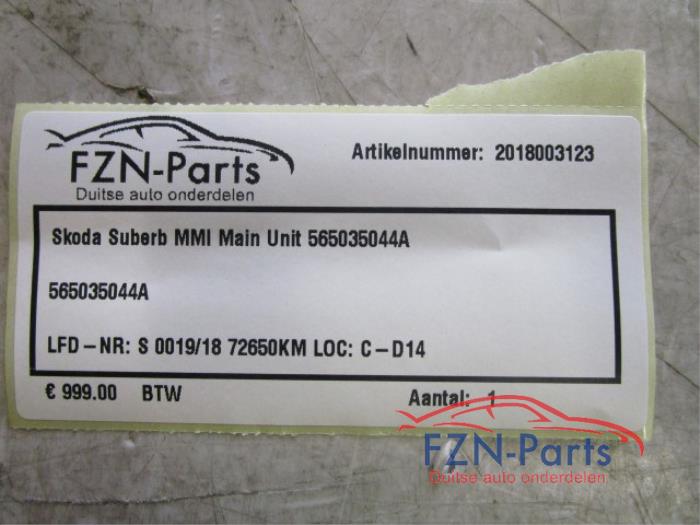 FZN-Parts
Duitse auto onderdelen
Artikelnummer: 2018003123
Skoda Suberb MMI Main Unit 565035044A
565035044A
LFD-NR: S 0019/18 72650KM LOC: C-D14
€ 999.00 BTW
Aantal: 1
FZN-Parts
Duitse auto onderdelen